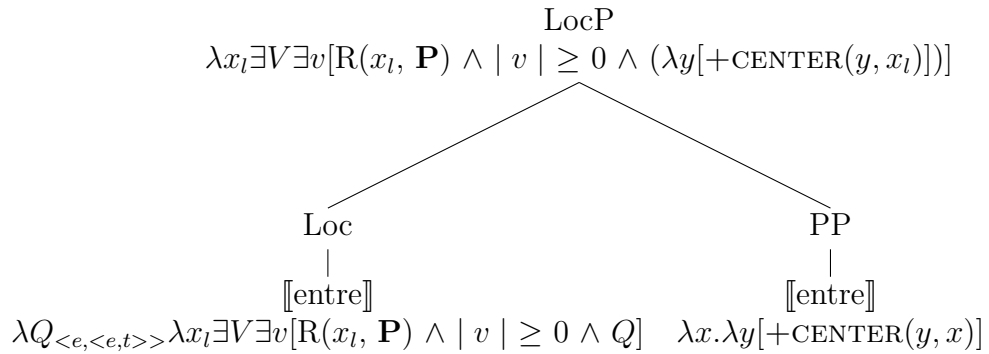 LocP
λx_l∃V∃v[R(x_l, P) ∧ | v | ≥ 0 ∧ (λy[+CENTER(y, x_l)])]
Loc PP
⟦entre⟧ ⟦entre⟧
λQ_{<e,<e,t>>}λx_l∃V∃v[R(x_l, P) ∧ | v | ≥ 0 ∧ Q] λx.λy[+CENTER(y, x)]